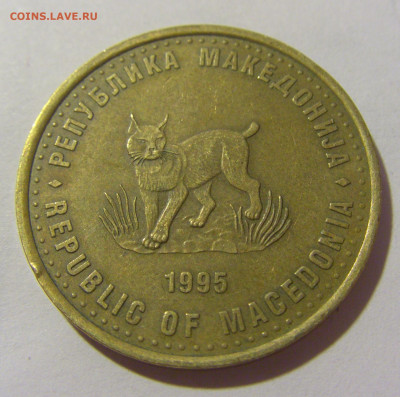 COINS.LAVE.RU
РЕПУБЛИКА МАКЕДОНИЈА
1995
REPUBLIC OF MACEDONIA